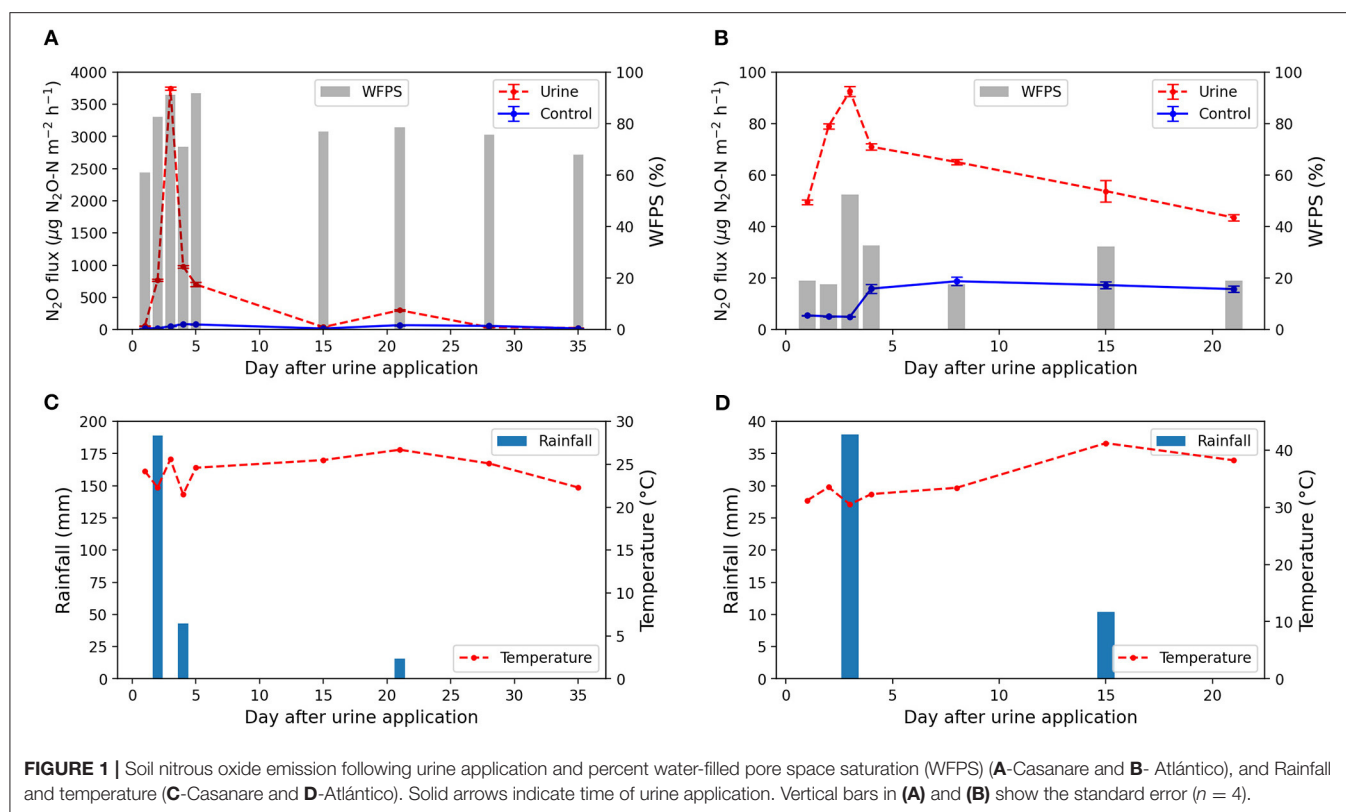 A
B
N₂O flux (µg N₂O-N m⁻² h⁻¹)
4000
3500
3000
2500
2000
1500
1000
500
0
WFPS
Urine
Control
100
80
60
40
20
0
WFPS (%)
0 5 10 15 20 25 30 35
Day after urine application
N₂O flux (µg N₂O-N m⁻² h⁻¹)
100
80
60
40
20
0
WFPS
Urine
Control
100
80
60
40
20
0
WFPS (%)
0 5 10 15 20
Day after urine application
C
D
Rainfall (mm)
200
175
150
125
100
75
50
25
0
Rainfall
Temperature
30
25
20
15
10
5
0
Temperature (°C)
0 5 10 15 20 25 30 35
Day after urine application
Rainfall (mm)
40
35
30
25
20
15
10
5
0
Rainfall
Temperature
40
30
20
10
0
Temperature (°C)
0 5 10 15 20
Day after urine application
FIGURE 1 | Soil nitrous oxide emission following urine application and percent water-filled pore space saturation (WFPS) (A-Casanare and B- Atlántico), and Rainfall
and temperature (C-Casanare and D-Atlántico). Solid arrows indicate time of urine application. Vertical bars in (A) and (B) show the standard error (n = 4).